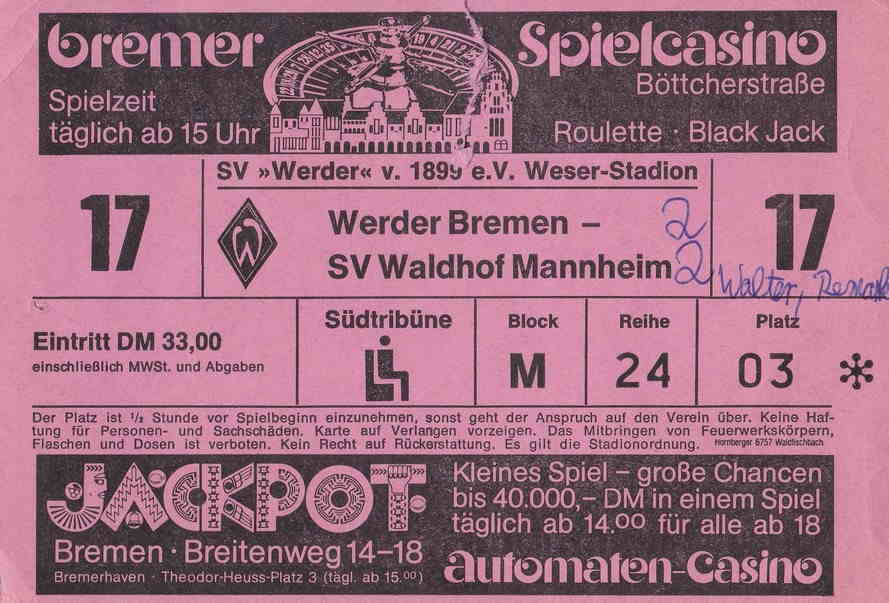 bremer Spielcasino
Böttcherstraße
Spielzeit
täglich ab 15 Uhr
Roulette · Black Jack
SV »Werder« v. 1899 e.V. Weser-Stadion
17
Werder Bremen – 2
SV Waldhof Mannheim 2
17
Walter,
Eintritt DM 33,00
einschließlich MWSt. und Abgaben
Südtribüne
Block
M
Reihe
24
Platz
03 *
Der Platz ist ½ Stunde vor Spielbeginn einzunehmen, sonst geht der Anspruch auf den Verein über. Keine Haf-
tung für Personen- und Sachschäden. Karte auf Verlangen vorzeigen. Das Mitbringen von Feuerwerkskörpern,
Flaschen und Dosen ist verboten. Kein Recht auf Rückerstattung. Es gilt die Stadionordnung. Hornberger 6757 Waldfischbach
JACKPOT
Bremen · Breitenweg 14–18
Bremerhaven · Theodor-Heuss-Platz 3 (tägl. ab 15.00)
Kleines Spiel – große Chancen
bis 40.000,– DM in einem Spiel
täglich ab 14.00 für alle ab 18
automaten-Casino